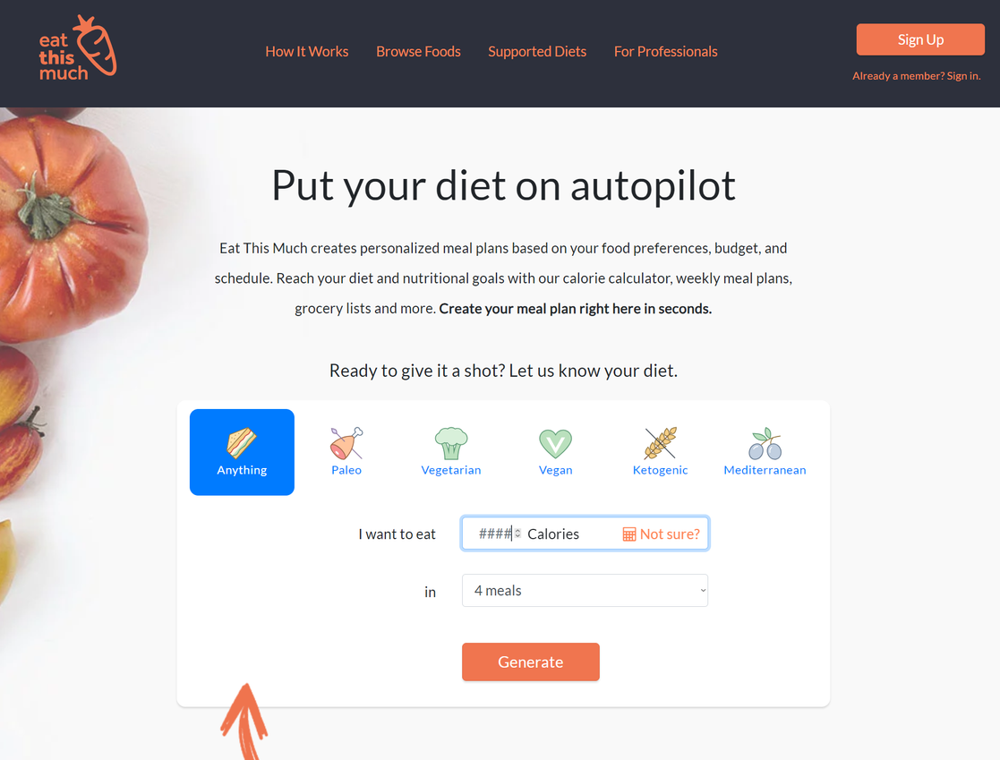 eat
this
much
How It Works
Browse Foods
Supported Diets
For Professionals
Sign Up
Already a member? Sign in.
Put your diet on autopilot
Eat This Much creates personalized meal plans based on your food preferences, budget, and
schedule. Reach your diet and nutritional goals with our calorie calculator, weekly meal plans,
grocery lists and more. Create your meal plan right here in seconds.
Ready to give it a shot? Let us know your diet.
Anything
Paleo
Vegetarian
Vegan
Ketogenic
Mediterranean
I want to eat
#### Calories
Not sure?
in
4 meals
Generate